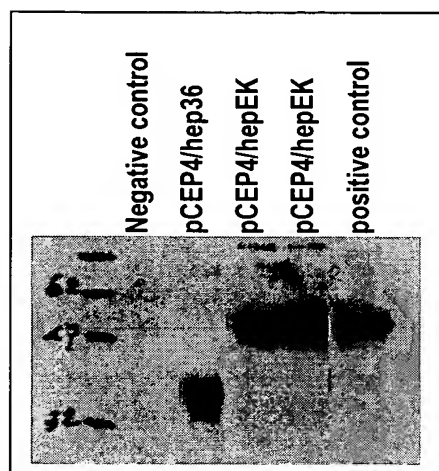 Negative control
pCEP4/hep36
pCEP4/hepEK
pCEP4/hepEK
positive control
62
47
32